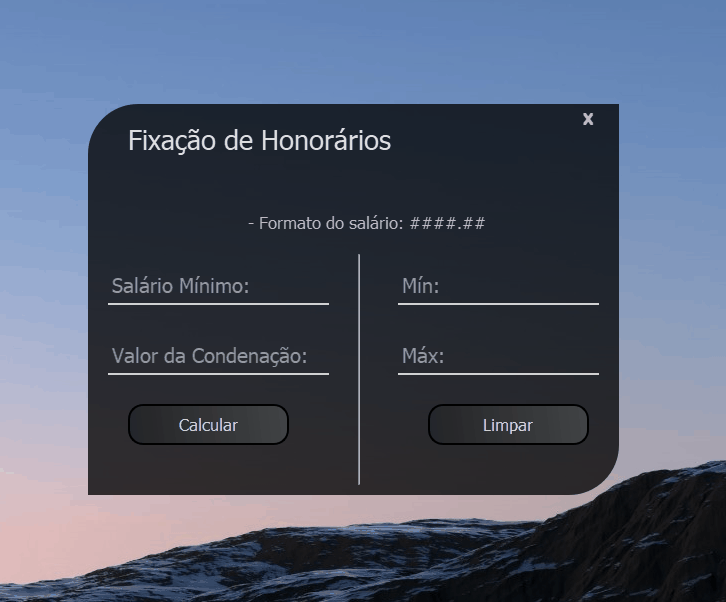 x
Fixação de Honorários
- Formato do salário: ####.##
Salário Mínimo:
Mín:
Valor da Condenação:
Máx:
Calcular
Limpar